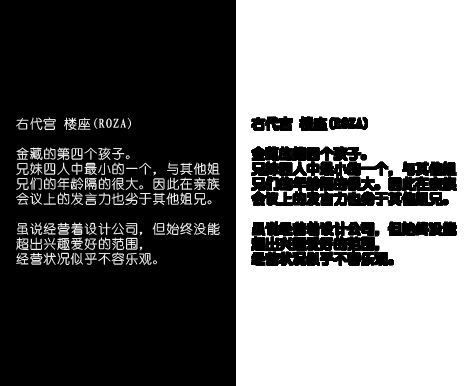 右代宫 楼座(ROZA)
金藏的第四个孩子。
兄妹四人中最小的一个，与其他姐
兄们的年龄隔的很大。因此在亲族
会议上的发言力也劣于其他姐兄。
虽说经营着设计公司，但始终没能
超出兴趣爱好的范围，
经营状况似乎不容乐观。
右代宫 楼座(ROZA)
金藏的第四个孩子。
兄妹四人中最小的一个，与其他姐
兄们的年龄隔的很大。因此在亲族
会议上的发言力也劣于其他姐兄。
虽说经营着设计公司，但始终没能
超出兴趣爱好的范围，
经营状况似乎不容乐观。